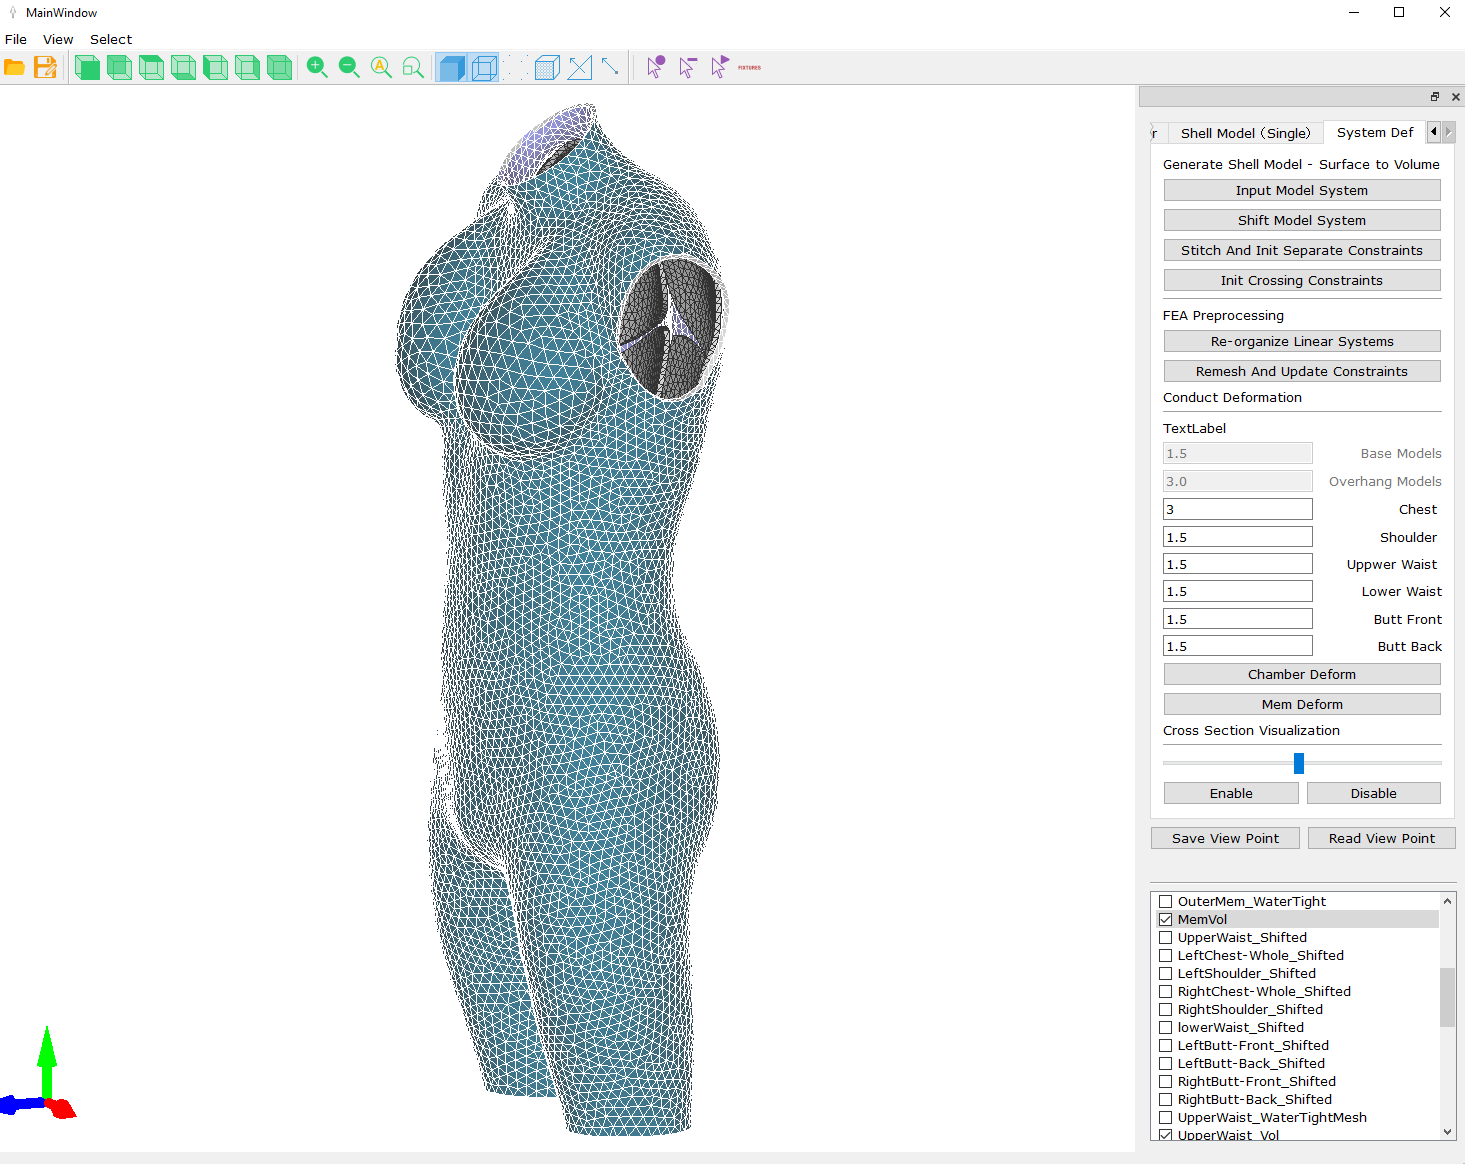 MainWindow
File View Select
A
FIXTURES
r Shell Model (Single) System Def
Generate Shell Model - Surface to Volume
Input Model System
Shift Model System
Stitch And Init Separate Constraints
Init Crossing Constraints
FEA Preprocessing
Re-organize Linear Systems
Remesh And Update Constraints
Conduct Deformation
TextLabel
1.5 Base Models
3.0 Overhang Models
3 Chest
1.5 Shoulder
1.5 Uppwer Waist
1.5 Lower Waist
1.5 Butt Front
1.5 Butt Back
Chamber Deform
Mem Deform
Cross Section Visualization
Enable Disable
Save View Point Read View Point
OuterMem_WaterTight
MemVol
UpperWaist_Shifted
LeftChest-Whole_Shifted
LeftShoulder_Shifted
RightChest-Whole_Shifted
RightShoulder_Shifted
lowerWaist_Shifted
LeftButt-Front_Shifted
LeftButt-Back_Shifted
RightButt-Front_Shifted
RightButt-Back_Shifted
UpperWaist_WaterTightMesh
UpperWaist_Vol